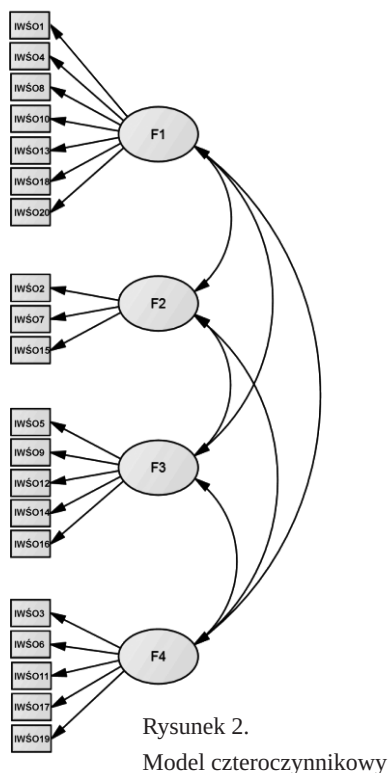 IWŚO1
IWŚO4
IWŚO8
IWŚO10
IWŚO13
IWŚO18
IWŚO20
F1
IWŚO2
IWŚO7
IWŚO15
F2
IWŚO5
IWŚO9
IWŚO12
IWŚO14
IWŚO16
F3
IWŚO3
IWŚO6
IWŚO11
IWŚO17
IWŚO19
F4
Rysunek 2.
Model czteroczynnikowy